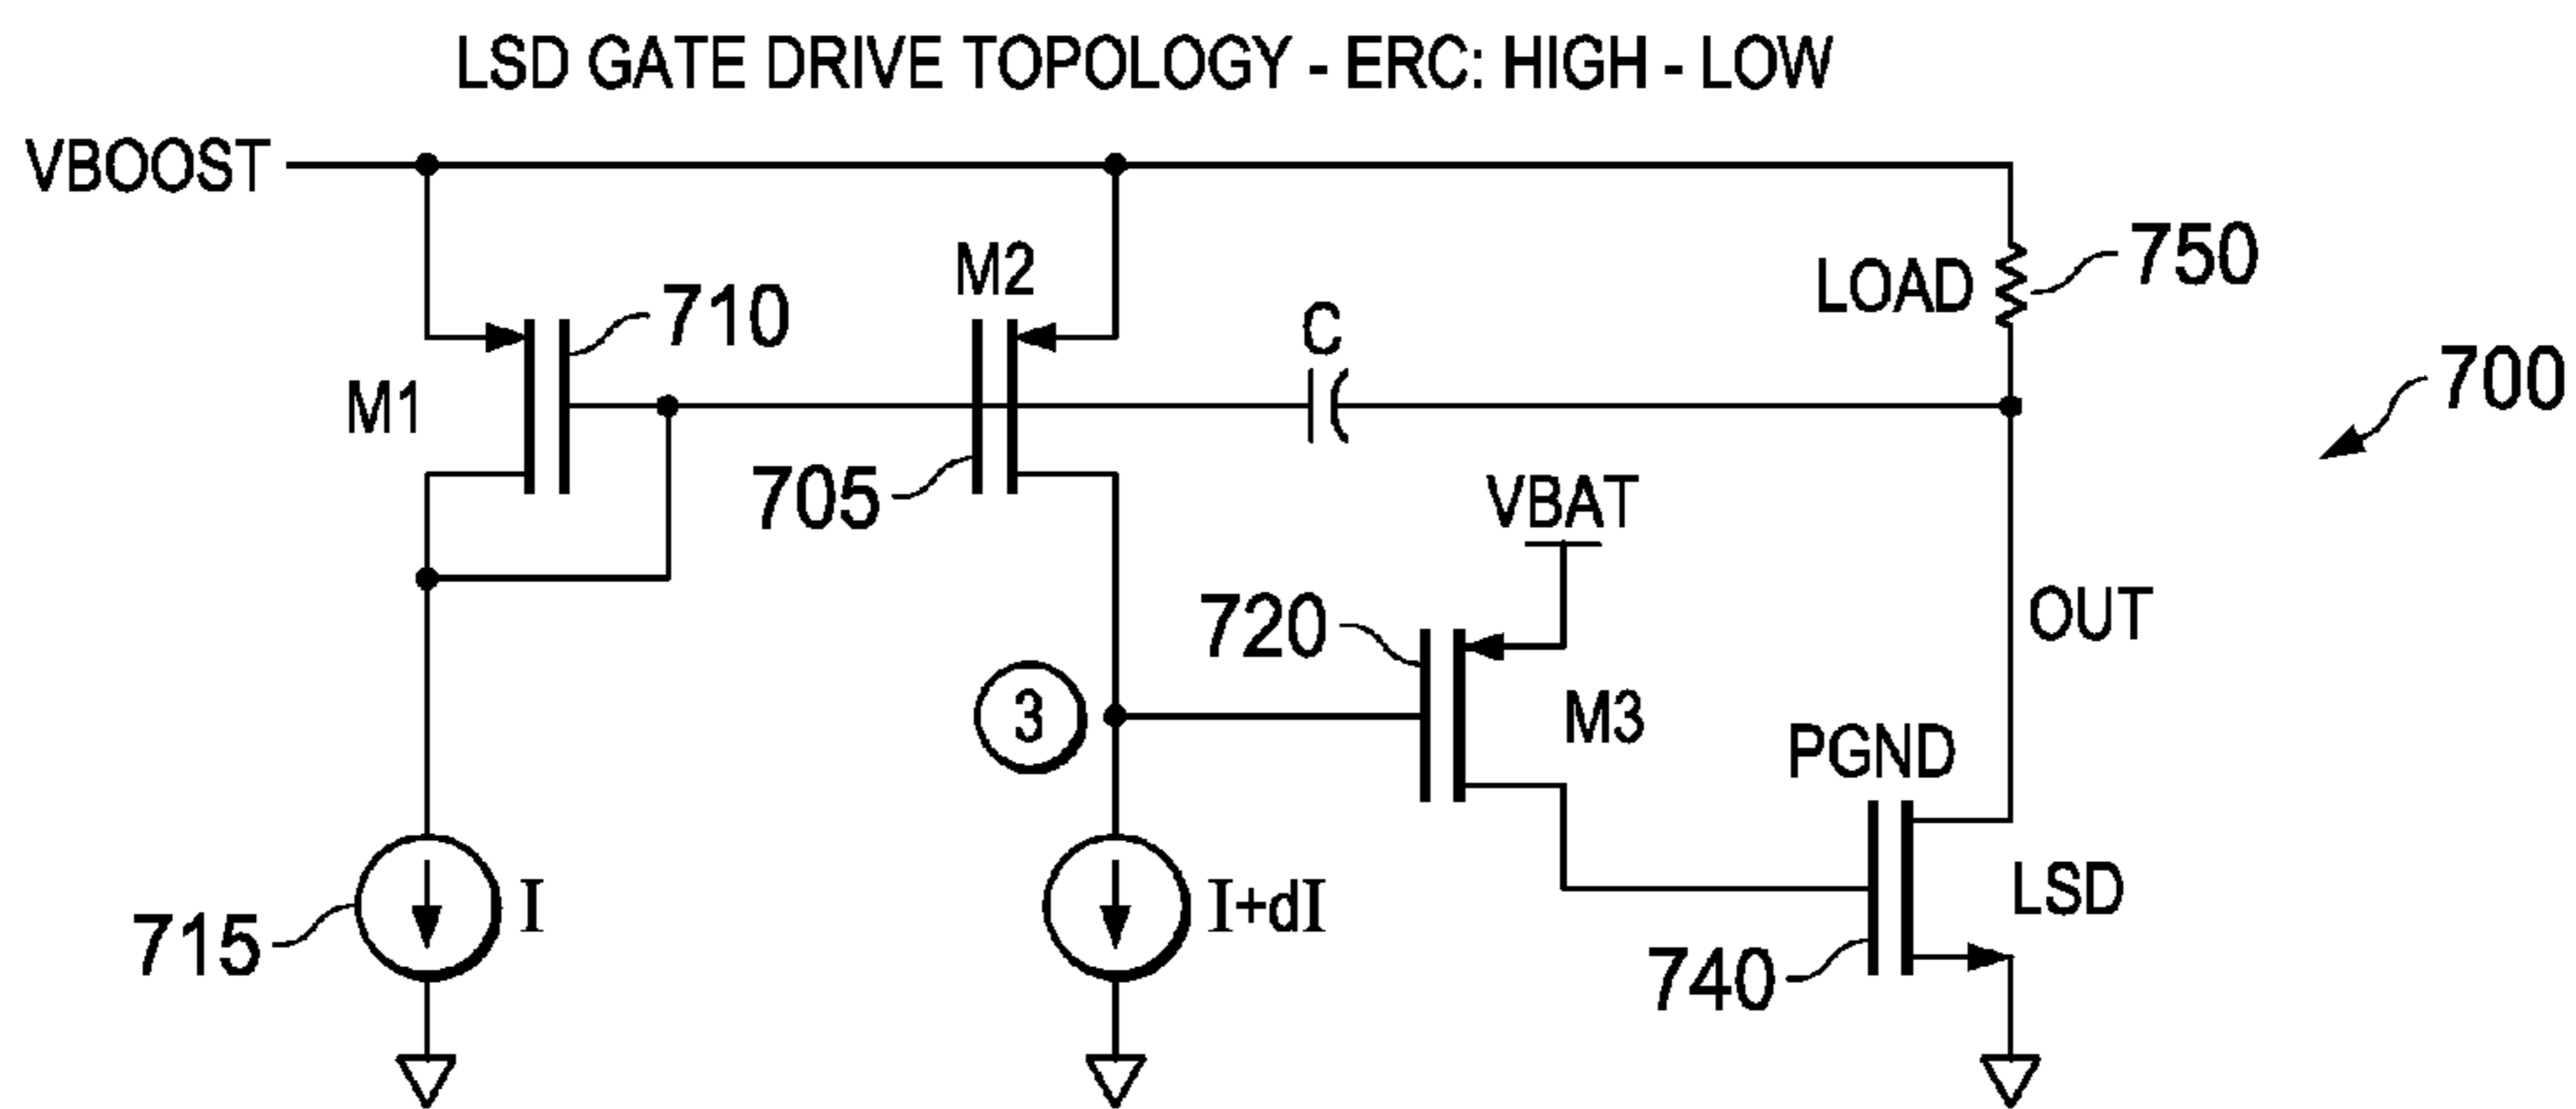 LSD GATE DRIVE TOPOLOGY - ERC: HIGH - LOW
VBOOST
M2
710
M1
C
LOAD
750
700
705
VBAT
720
OUT
3
M3
PGND
715
I
I+dI
LSD
740